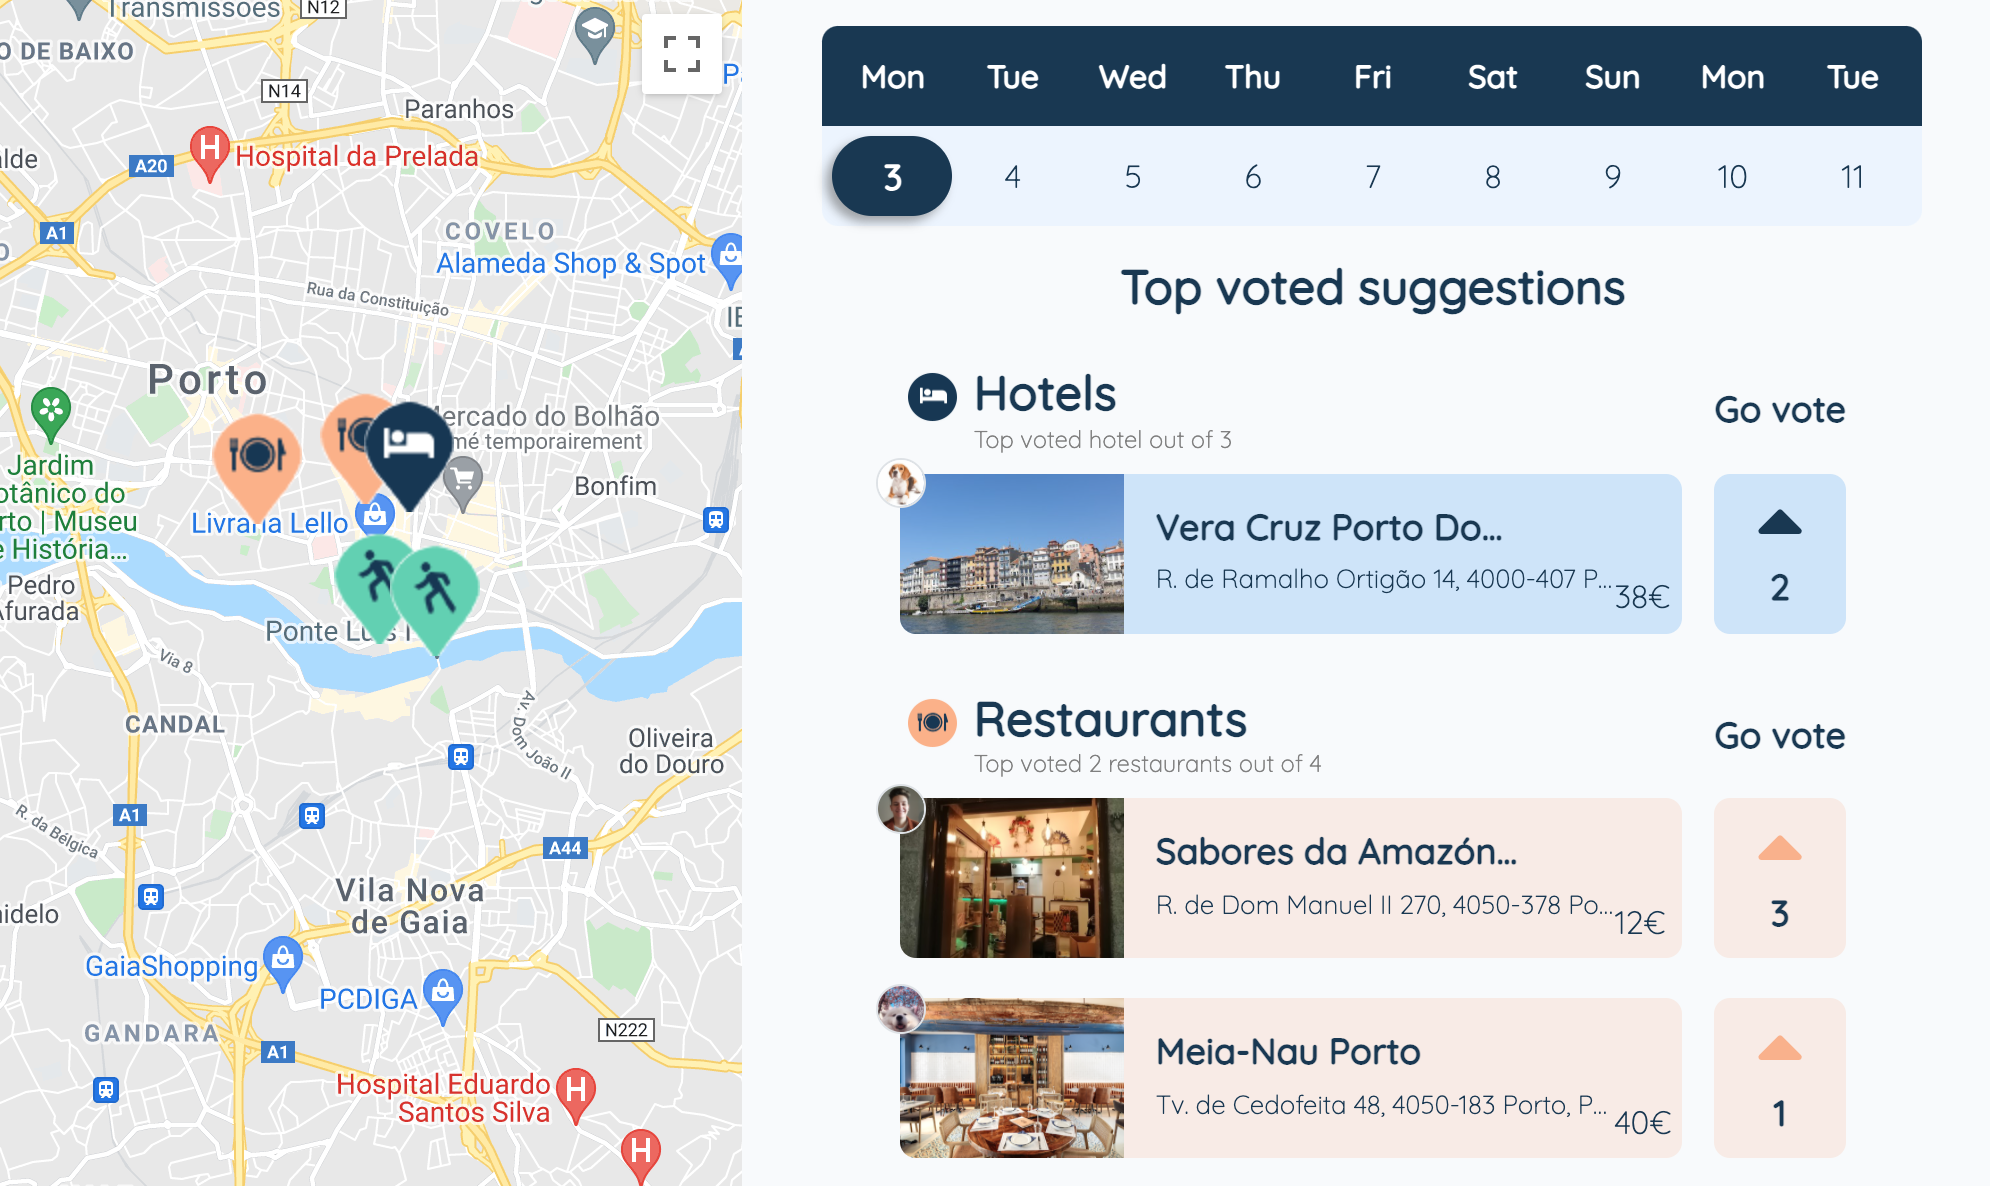 Transmissões
N12
O DE BAIXO
N14
Paranhos
P
alde
A20
H
Hospital da Prelada
A1
COVELO
Alameda Shop & Spot
Rua da Constituição
Porto
Mercado do Bolhão
mé temporairement
Bonfim
Jardim
otânico do
rto | Museu
e História...
Livraria Lello
Pedro
Afurada
Ponte Luís I
Via 8
CANDAL
Av. Dom João II
Oliveira
do Douro
R. da Bélgica
A1
A44
Vila Nova
de Gaia
nidelo
GaiaShopping
PCDIGA
GANDARA
A1
N222
Hospital Eduardo
Santos Silva
H
H
Mon Tue Wed Thu Fri Sat Sun Mon Tue
3 4 5 6 7 8 9 10 11
Top voted suggestions
Hotels
Go vote
Top voted hotel out of 3
Vera Cruz Porto Do...
R. de Ramalho Ortigão 14, 4000-407 P...
38€
2
Restaurants
Go vote
Top voted 2 restaurants out of 4
Sabores da Amazón...
R. de Dom Manuel II 270, 4050-378 Po...
12€
3
Meia-Nau Porto
Tv. de Cedofeita 48, 4050-183 Porto, P...
40€
1